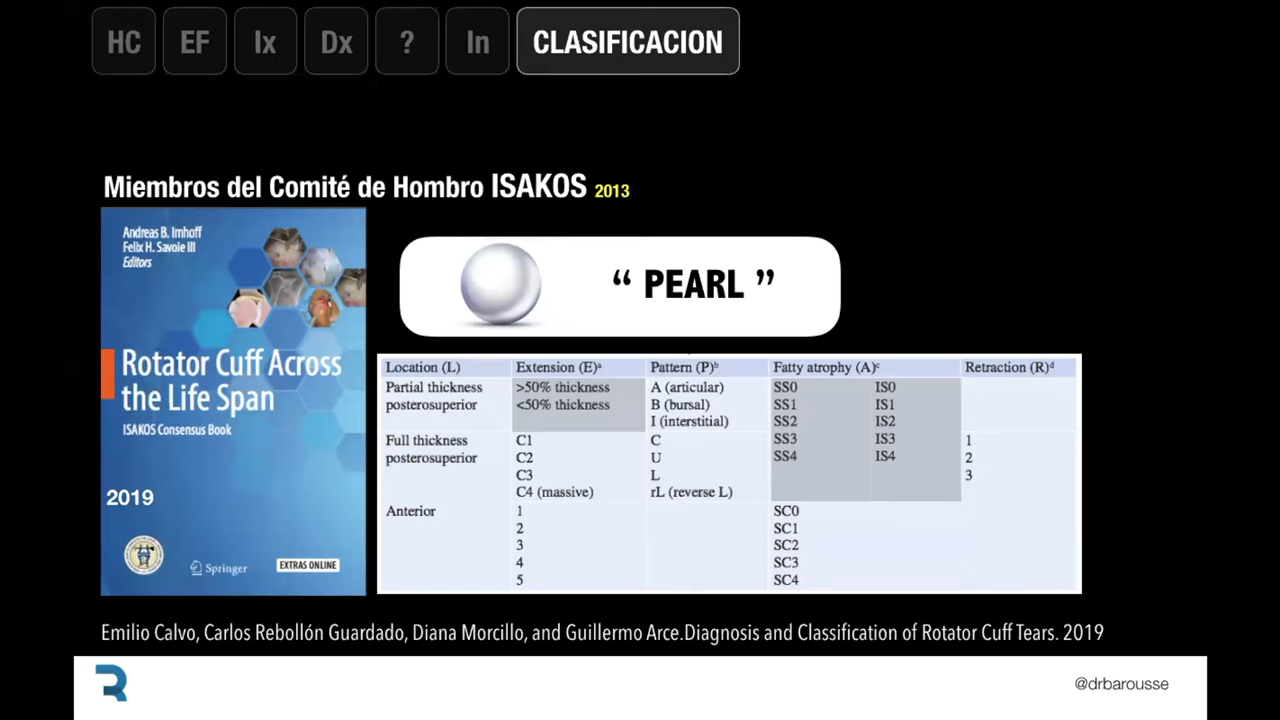 HC EF Ix Dx ? In CLASIFICACION
Miembros del Comité de Hombro ISAKOS 2013
Andreas B. Imhoff
Felix H. Savoie III
Editors
Rotator Cuff Across
the Life Span
ISAKOS Consensus Book
2019
Springer
EXTRAS ONLINE
“ PEARL ”
Location (L) Extension (E)ᵃ Pattern (P)ᵇ Fatty atrophy (A)ᶜ Retraction (R)ᵈ
Partial thickness >50% thickness A (articular) SS0 IS0
posterosuperior <50% thickness B (bursal) SS1 IS1
I (interstitial) SS2 IS2
Full thickness C1 C SS3 IS3 1
posterosuperior C2 U SS4 IS4 2
C3 L 3
C4 (massive) rL (reverse L)
Anterior 1 SC0
2 SC1
3 SC2
4 SC3
5 SC4
Emilio Calvo, Carlos Rebollón Guardado, Diana Morcillo, and Guillermo Arce.Diagnosis and Classification of Rotator Cuff Tears. 2019
@drbarousse